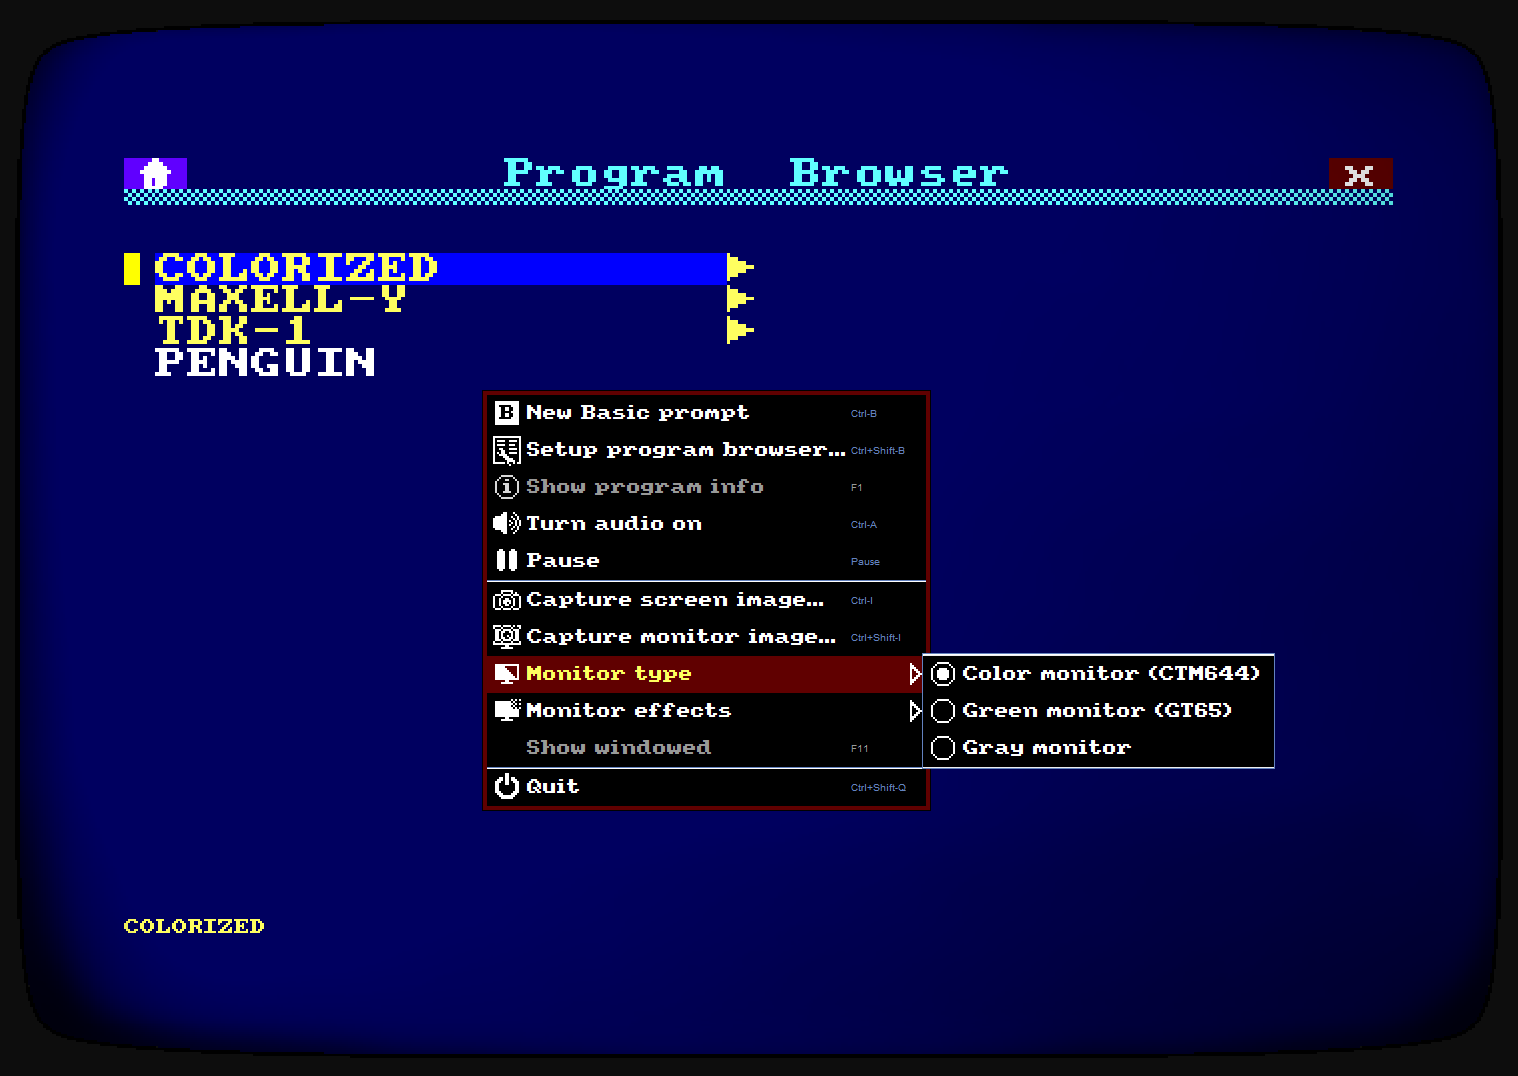 Program Browser
COLORIZED
MAXELL-Y
TDK-1
PENGUIN
B New Basic prompt Ctrl-B
Setup program browser... Ctrl+Shift-B
Show program info F1
Turn audio on Ctrl-A
Pause Pause
Capture screen image... Ctrl-I
Capture monitor image... Ctrl+Shift-I
Monitor type
Color monitor (CTM644)
Monitor effects
Green monitor (GT65)
Show windowed F11
Gray monitor
Quit Ctrl+Shift-Q
COLORIZED